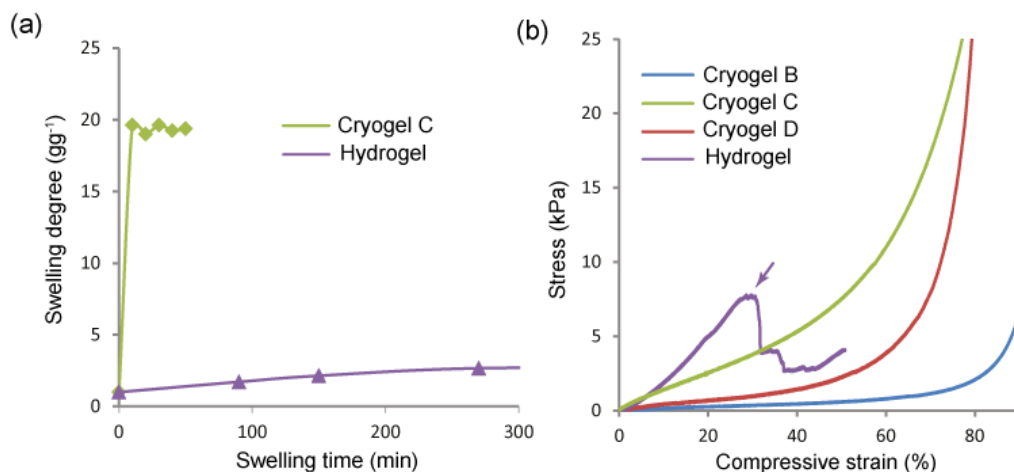 (a)
25
20
15
10
5
0
Swelling degree (gg⁻¹)
Cryogel C
Hydrogel
0
100
200
300
Swelling time (min)
(b)
25
20
15
10
5
0
Stress (kPa)
Cryogel B
Cryogel C
Cryogel D
Hydrogel
0
20
40
60
80
Compressive strain (%)